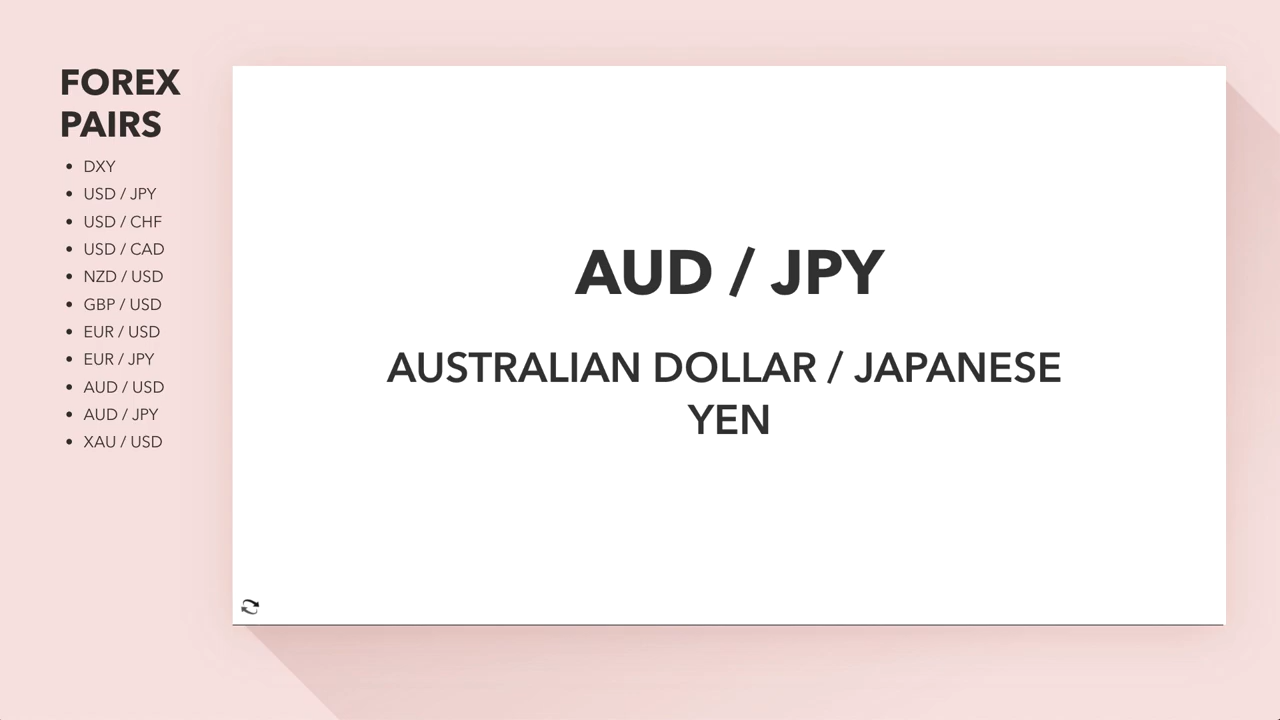 FOREX
PAIRS
• DXY
• USD / JPY
• USD / CHF
• USD / CAD
• NZD / USD
• GBP / USD
• EUR / USD
• EUR / JPY
• AUD / USD
• AUD / JPY
• XAU / USD
AUD / JPY
AUSTRALIAN DOLLAR / JAPANESE
YEN